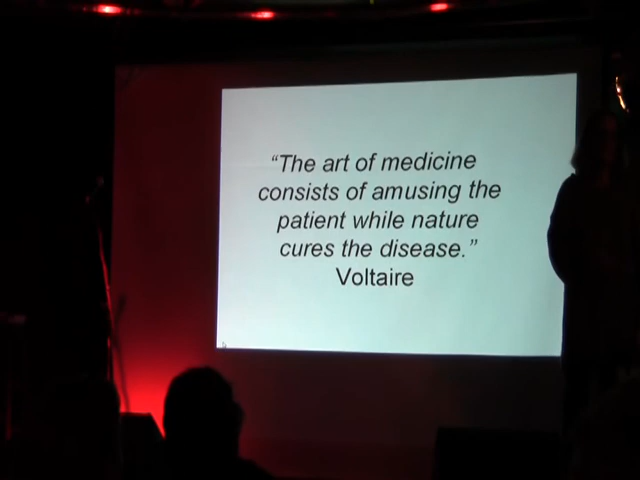 “The art of medicine
consists of amusing the
patient while nature
cures the disease.”
Voltaire